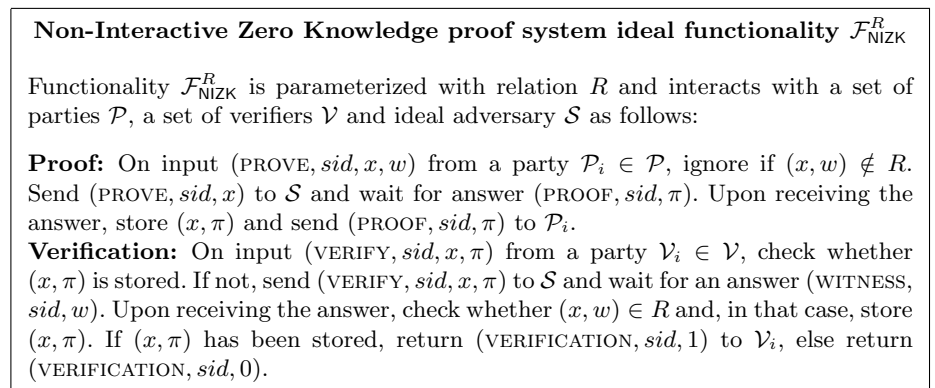 Non-Interactive Zero Knowledge proof system ideal functionality $\mathcal{F}_{\mathsf{NIZK}}^{R}$
Functionality $\mathcal{F}_{\mathsf{NIZK}}^{R}$ is parameterized with relation $R$ and interacts with a set of
parties $\mathcal{P}$, a set of verifiers $\mathcal{V}$ and ideal adversary $\mathcal{S}$ as follows:
Proof: On input (PROVE, $sid, x, w$) from a party $\mathcal{P}_i \in \mathcal{P}$, ignore if $(x, w) \notin R$.
Send (PROVE, $sid, x$) to $\mathcal{S}$ and wait for answer (PROOF, $sid, \pi$). Upon receiving the
answer, store $(x, \pi)$ and send (PROOF, $sid, \pi$) to $\mathcal{P}_i$.
Verification: On input (VERIFY, $sid, x, \pi$) from a party $\mathcal{V}_i \in \mathcal{V}$, check whether
$(x, \pi)$ is stored. If not, send (VERIFY, $sid, x, \pi$) to $\mathcal{S}$ and wait for an answer (WITNESS,
$sid, w$). Upon receiving the answer, check whether $(x, w) \in R$ and, in that case, store
$(x, \pi)$. If $(x, \pi)$ has been stored, return (VERIFICATION, $sid, 1$) to $\mathcal{V}_i$, else return
(VERIFICATION, $sid, 0$).